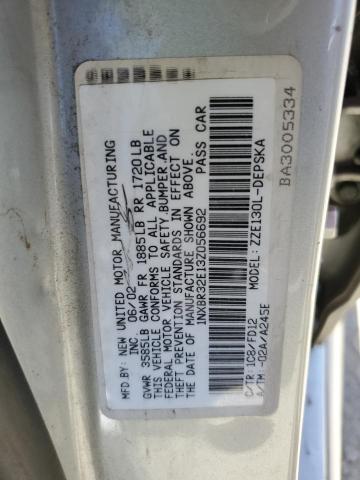 MFD.BY: NEW UNITED MOTOR MANUFACTURING
INC 06/02
GVWR 3585LB GAWR FR 1885LB RR 1720LB
THIS VEHICLE CONFORMS TO ALL APPLICABLE
FEDERAL MOTOR VEHICLE SAFETY,BUMPER,AND
THEFT PREVENTION STANDARDS IN EFFECT ON
THE DATE OF MANUFACTURE SHOWN ABOVE.
1NXBR32E13Z056692 PASS CAR
MODEL: ZZE130L-DEPSKA
C/TR:1C8/FD12
A/TM:-02A/A245E
BA3005334